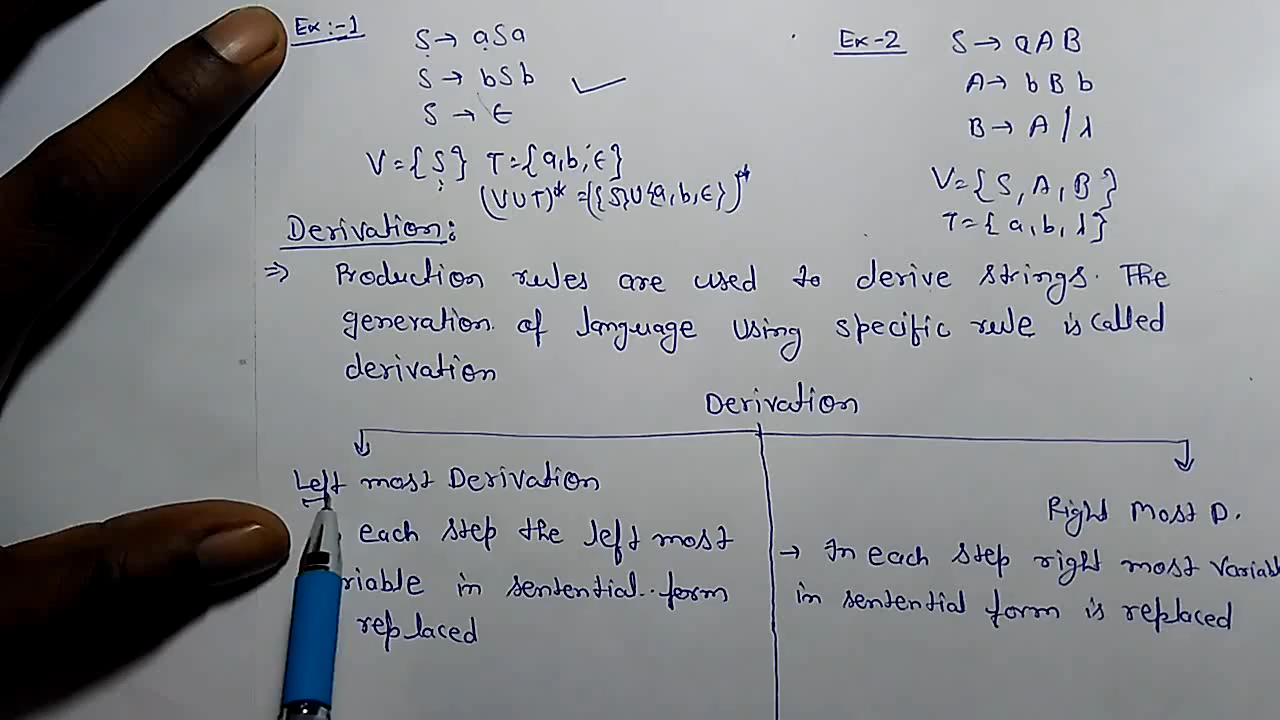 Ex:-1
S → aSa
S → bSb
S → ϵ
V={S} T={a,b,ϵ}
(VUT)* =({S}U{a,b,ϵ})*
Ex-2
S → aAB
A → bBb
B → A/λ
V={S,A,B}
T={a,b,λ}
Derivation:
⇒ Production rules are used to derive strings. The
generation of language using specific rule is called
derivation
Derivation
Left most Derivation
each step the left most
riable in sentential form
replaced
Right Most D.
→ In each step right most variable
in sentential form is replaced